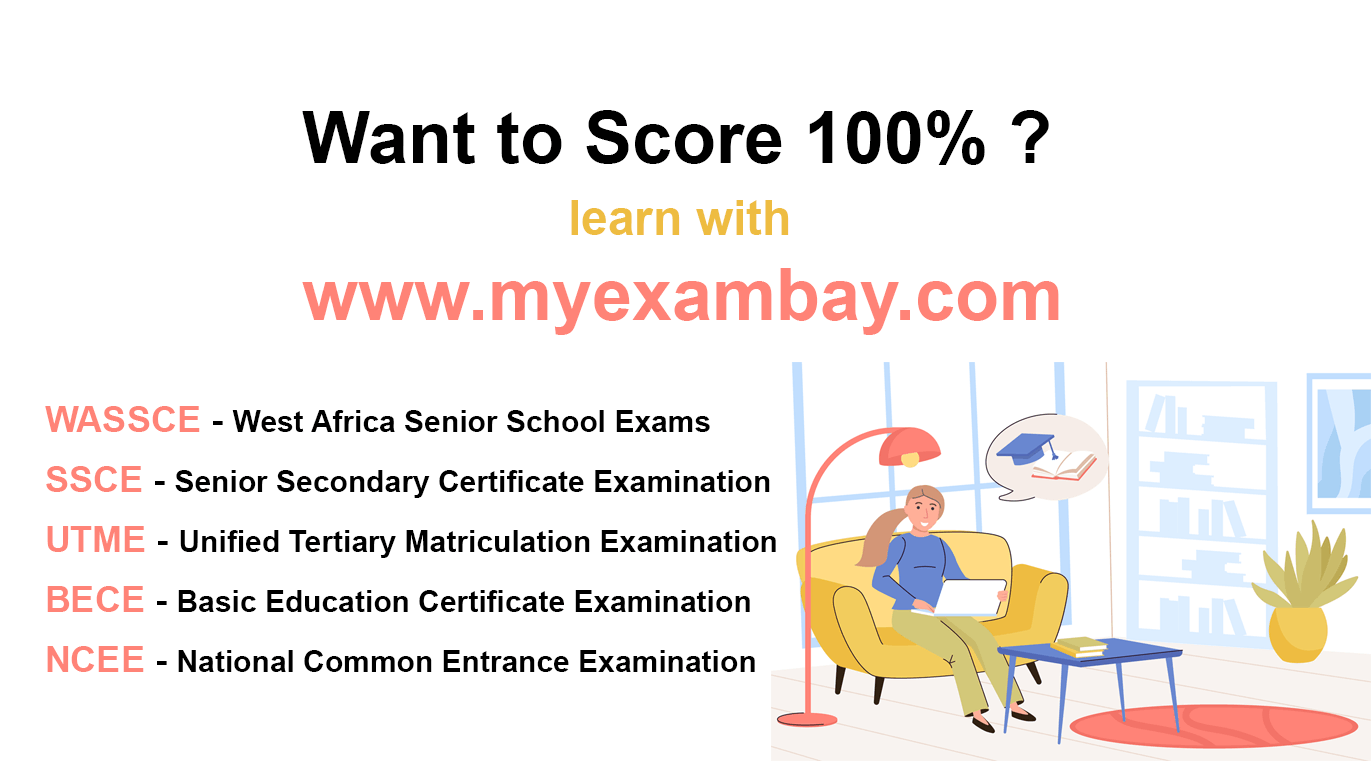 Want to Score 100% ?
learn with
www.myexambay.com
WASSCE - West Africa Senior School Exams
SSCE - Senior Secondary Certificate Examination
UTME - Unified Tertiary Matriculation Examination
BECE - Basic Education Certificate Examination
NCEE - National Common Entrance Examination